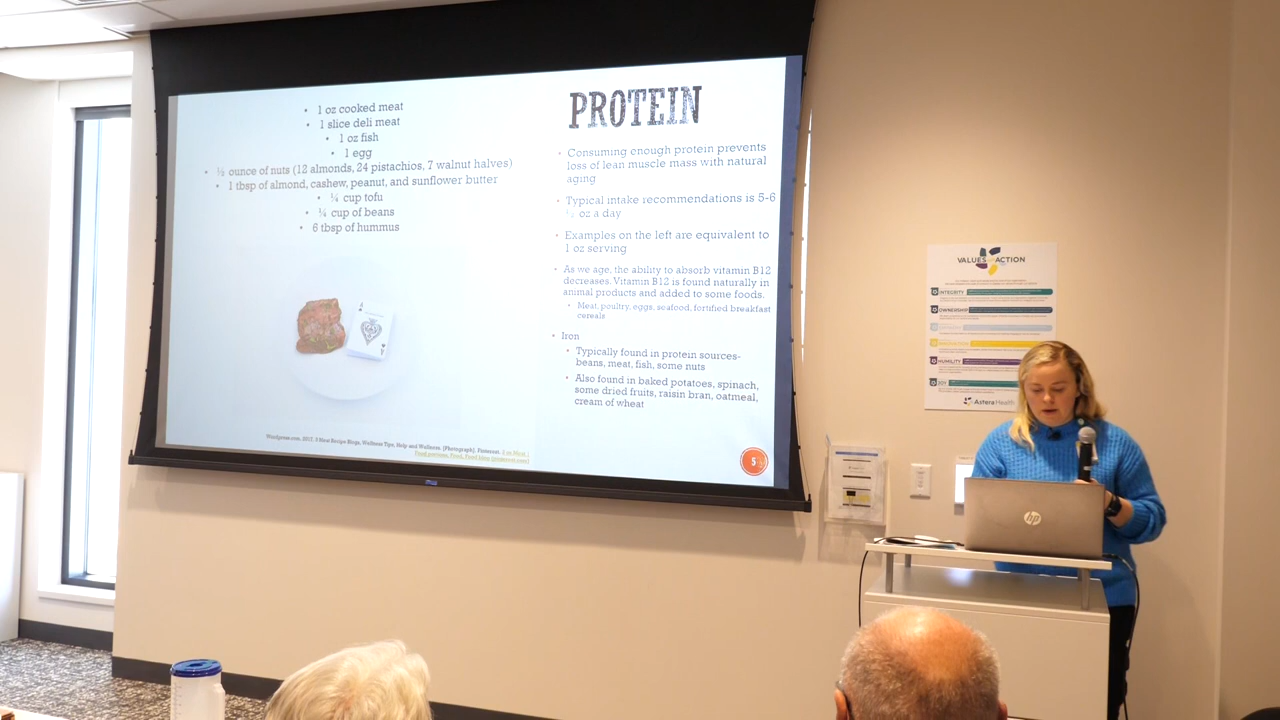 • 1 oz cooked meat
• 1 slice deli meat
• 1 oz fish
• 1 egg
• ½ ounce of nuts (12 almonds, 24 pistachios, 7 walnut halves)
• 1 tbsp of almond, cashew, peanut, and sunflower butter
• ¼ cup tofu
• ¼ cup of beans
• 6 tbsp of hummus
PROTEIN
• Consuming enough protein prevents
loss of lean muscle mass with natural
aging
• Typical intake recommendations is 5-6
½ oz a day
• Examples on the left are equivalent to
1 oz serving
• As we age, the ability to absorb vitamin B12
decreases. Vitamin B12 is found naturally in
animal products and added to some foods.
• Meat, poultry, eggs, seafood, fortified breakfast
cereals
• Iron
• Typically found in protein sources-
beans, meat, fish, some nuts
• Also found in baked potatoes, spinach,
some dried fruits, raisin bran, oatmeal,
cream of wheat
5
VALUES ACTION
INTEGRITY
OWNERSHIP
INNOVATION
HUMILITY
JOY
Astera Health
hp